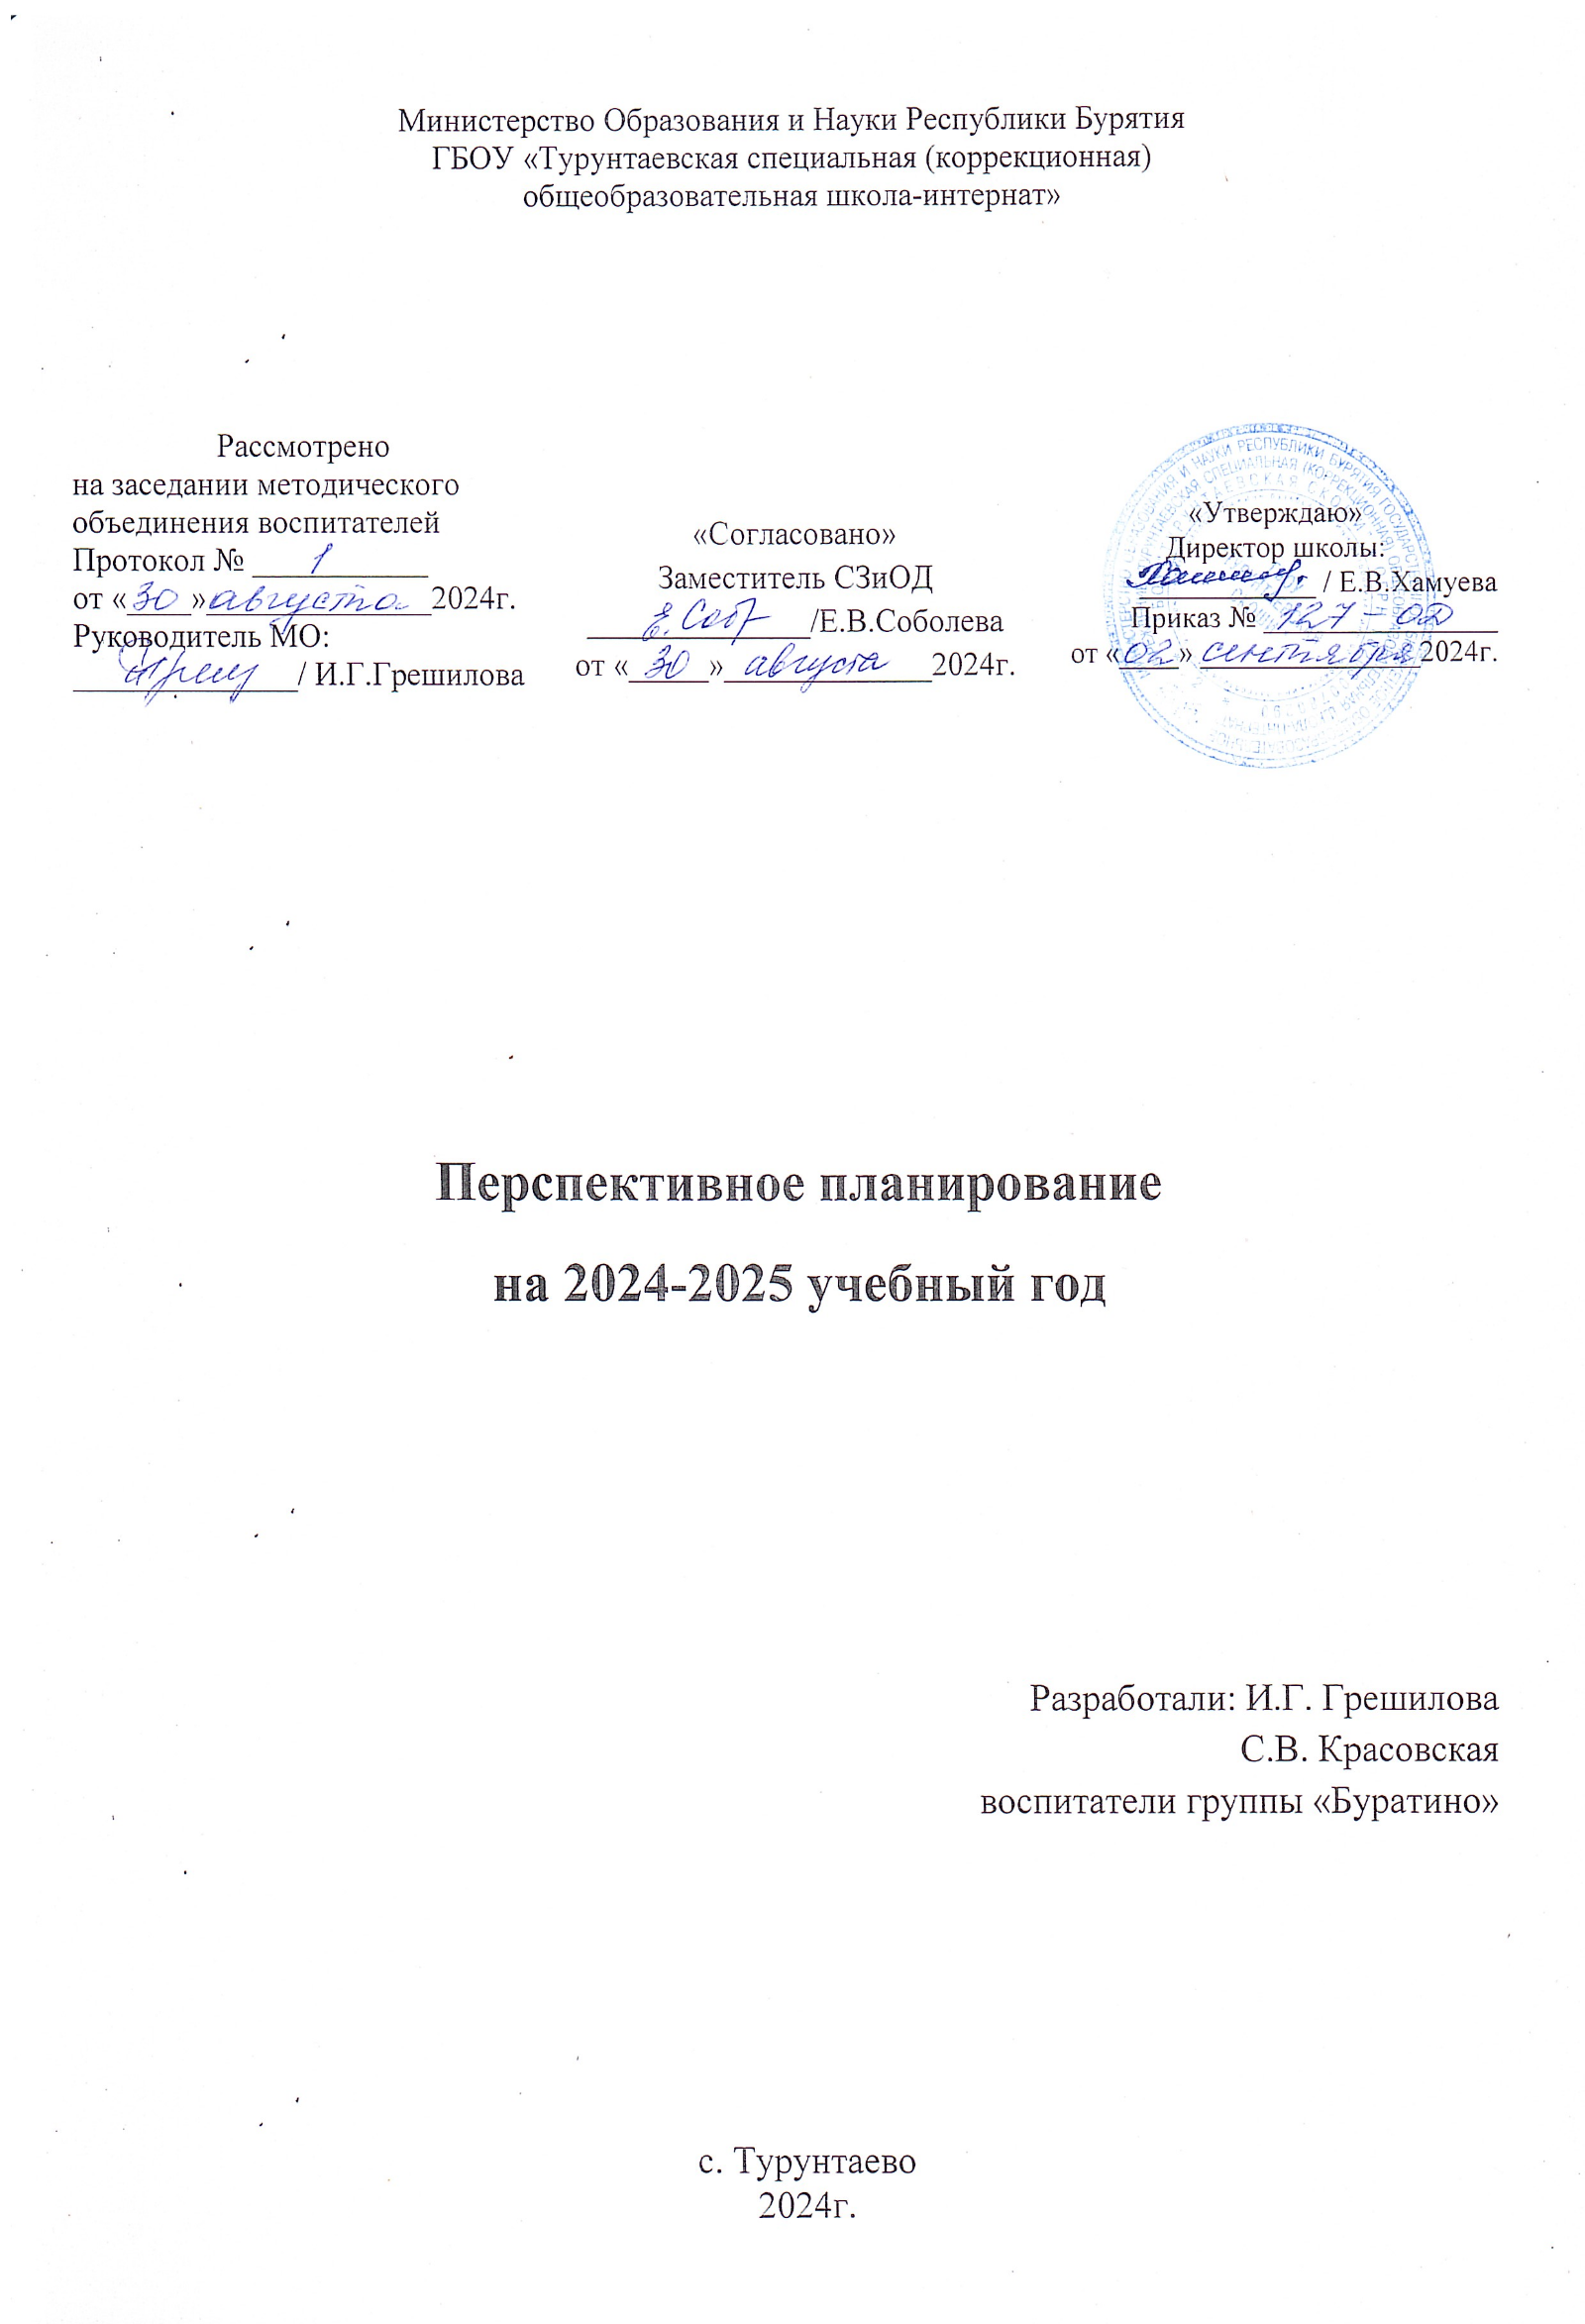 Министерство Образования и Науки Республики Бурятия
ГБОУ «Турунтаевская специальная (коррекционная)
общеобразовательная школа-интернат»
Рассмотрено
на заседании методического
объединения воспитателей
Протокол № 1
от «30» августа 2024г.
Руководитель МО:
/ И.Г.Грешилова
«Согласовано»
Заместитель СЗиОД
Е.Соб /Е.В.Соболева
от «30» августа 2024г.
«Утверждаю»
Директор школы:
/ Е.В.Хамуева
Приказ № 127-ОД
от «02» сентября 2024г.
Перспективное планирование
на 2024-2025 учебный год
Разработали: И.Г. Грешилова
С.В. Красовская
воспитатели группы «Буратино»
с. Турунтаево
2024г.